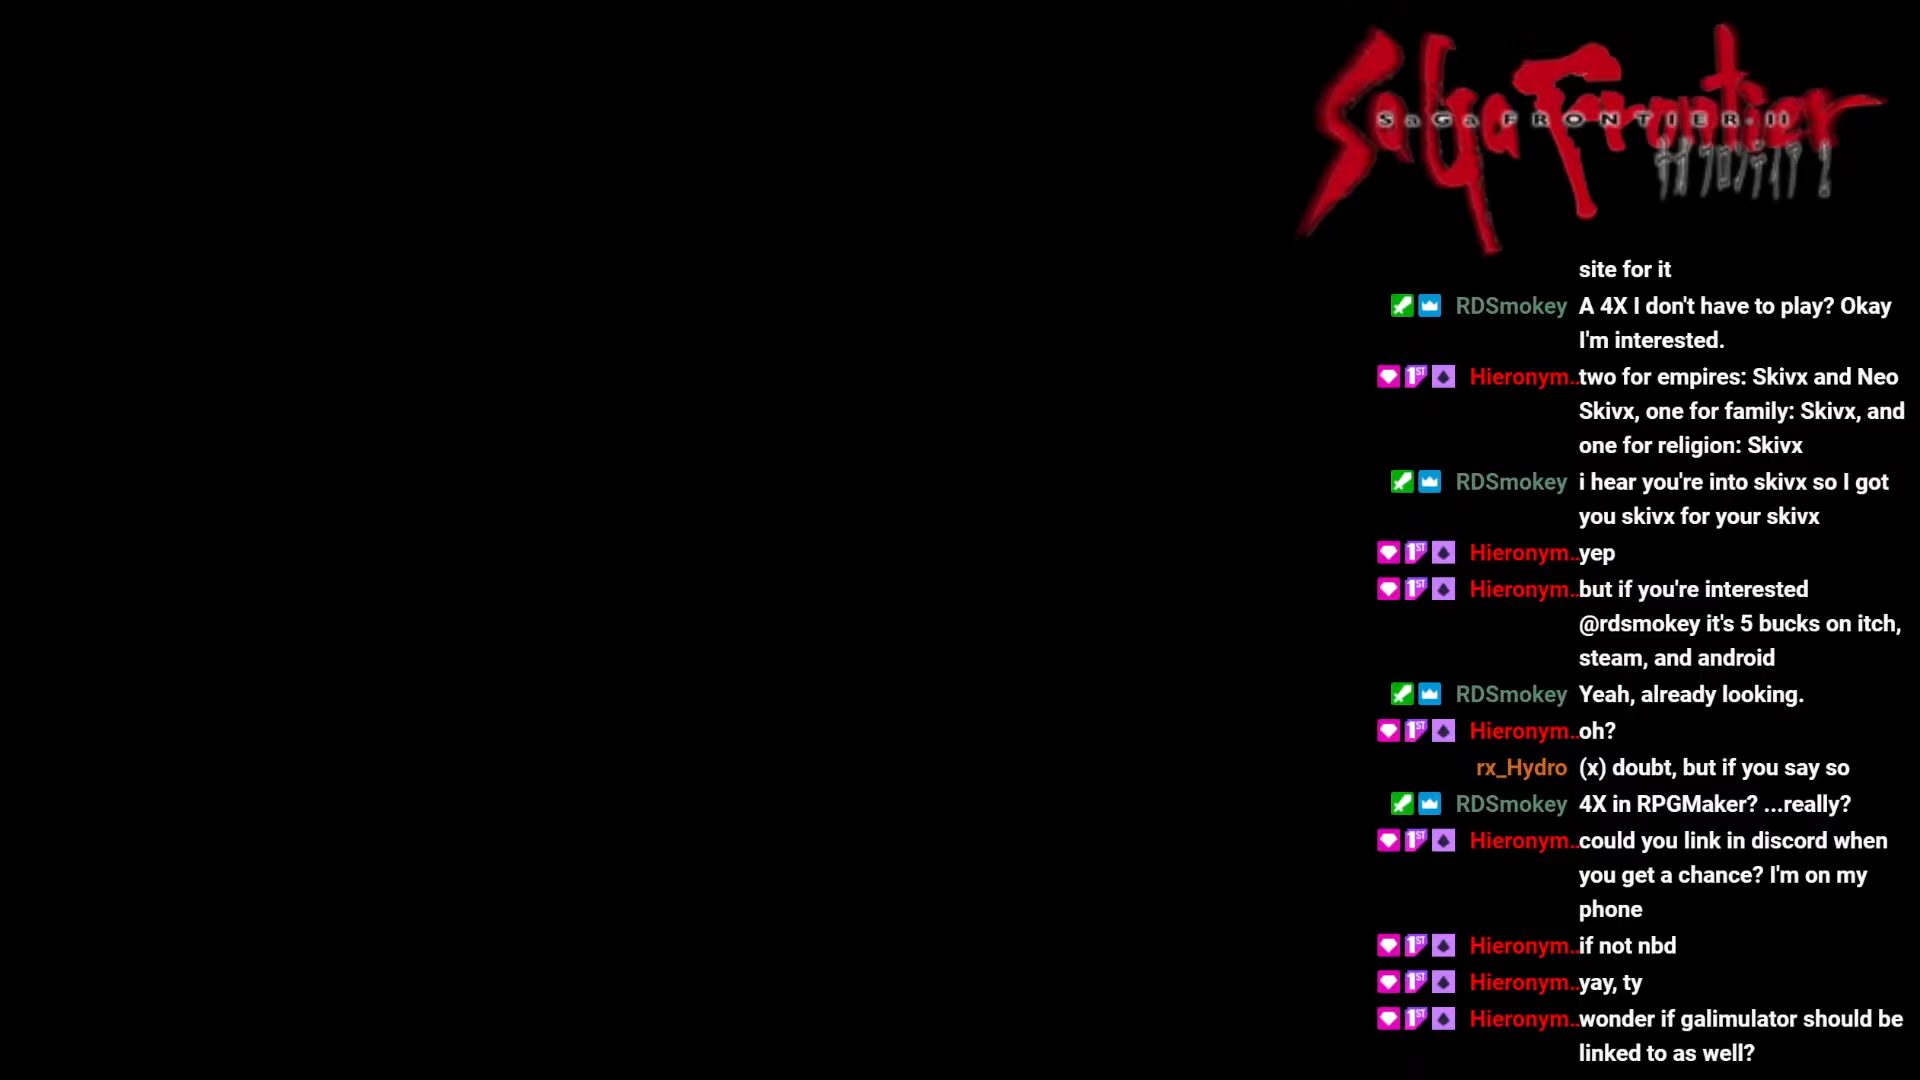 SaGa Frontier
SaGa FRONTIER II
site for it
RDSmokey A 4X I don't have to play? Okay
I'm interested.
Hieronym.. two for empires: Skivx and Neo
Skivx, one for family: Skivx, and
one for religion: Skivx
RDSmokey i hear you're into skivx so I got
you skivx for your skivx
Hieronym.. yep
Hieronym.. but if you're interested
@rdsmokey it's 5 bucks on itch,
steam, and android
RDSmokey Yeah, already looking.
Hieronym.. oh?
rx_Hydro (x) doubt, but if you say so
RDSmokey 4X in RPGMaker? ...really?
Hieronym.. could you link in discord when
you get a chance? I'm on my
phone
Hieronym.. if not nbd
Hieronym.. yay, ty
Hieronym.. wonder if galimulator should be
linked to as well?